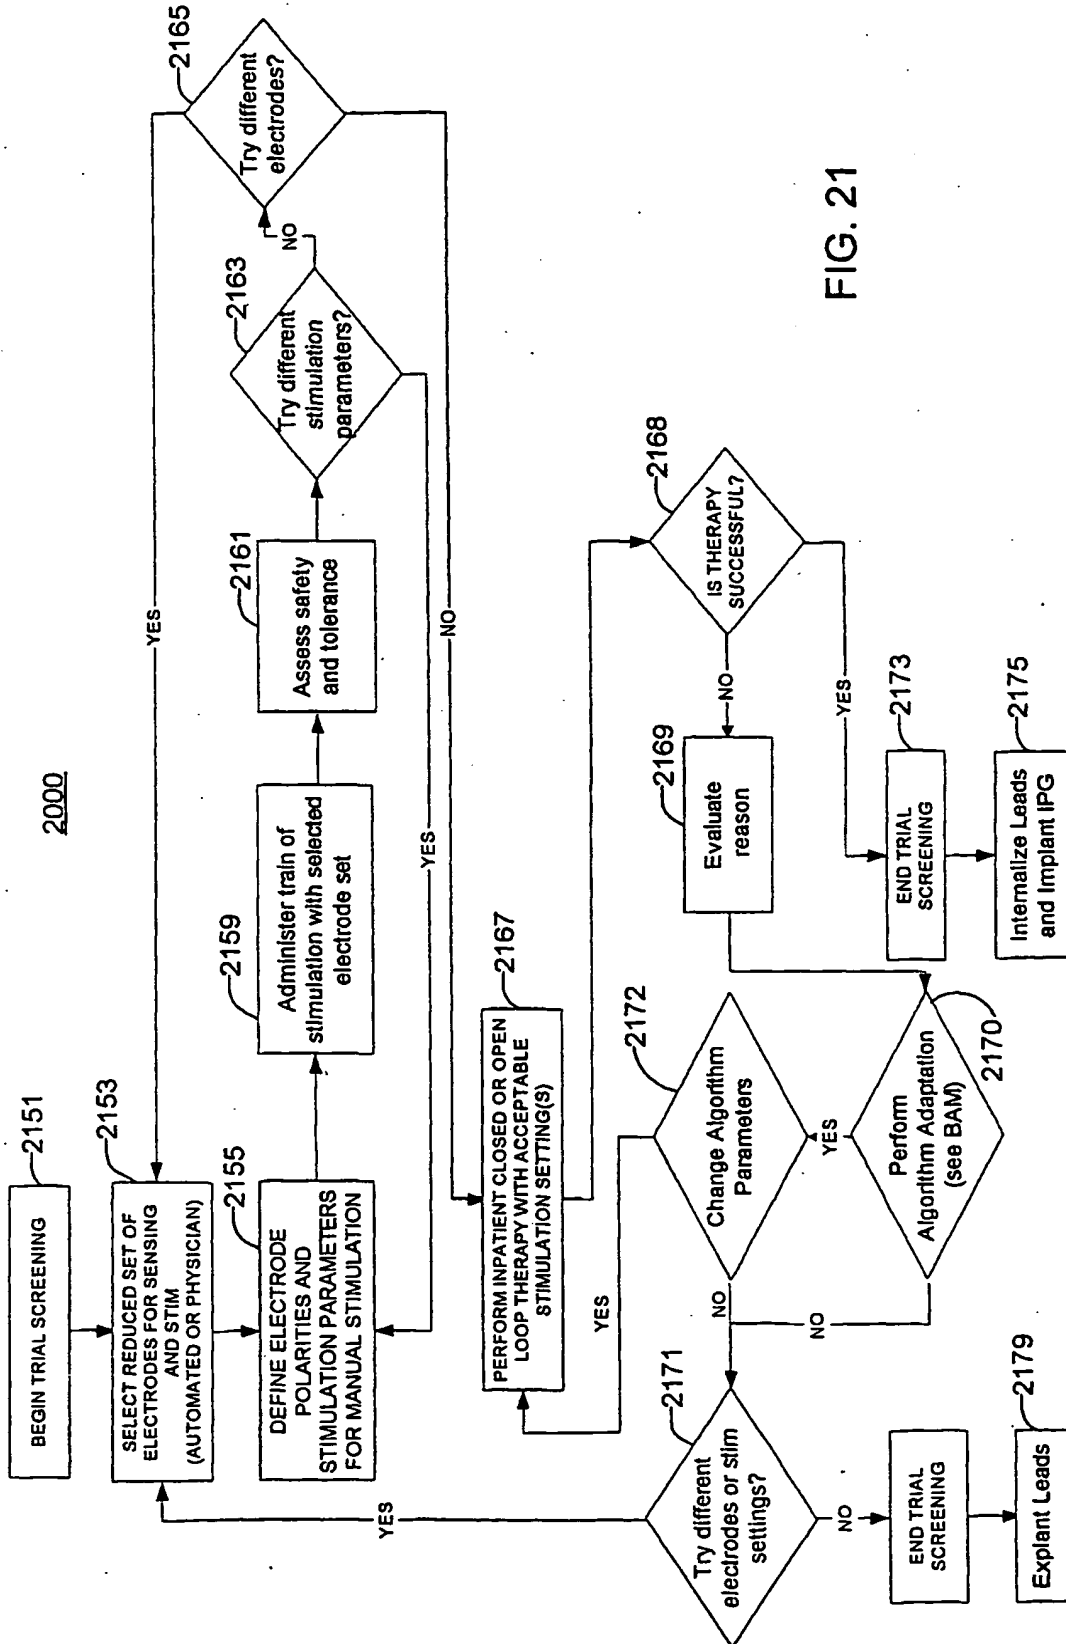 2000
BEGIN TRIAL SCREENING
2151
SELECT REDUCED SET OF
ELECTRODES FOR SENSING
AND STIM
(AUTOMATED OR PHYSICIAN)
2153
DEFINE ELECTRODE
POLARITIES AND
STIMULATION PARAMETERS
FOR MANUAL STIMULATION
2155
Administer train of
stimulation with selected
electrode set
2159
Assess safety
and tolerance
2161
Try different
stimulation
parameters?
2163
NO
YES
Try different
electrodes?
2165
YES
NO
PERFORM INPATIENT CLOSED OR OPEN
LOOP THERAPY WITH ACCEPTABLE
STIMULATION SETTING(S)
2167
IS THERAPY
SUCCESSFUL?
2168
NO
YES
Evaluate
reason
2169
Perform
Algorithm Adaptation
(see BAM)
2170
YES
NO
Change Algorithm
Parameters
2172
YES
NO
Try different
electrodes or stim
settings?
2171
YES
NO
END TRIAL
SCREENING
Explant Leads
2179
END TRIAL
SCREENING
2173
Internalize Leads
and Implant IPG
2175
FIG. 21